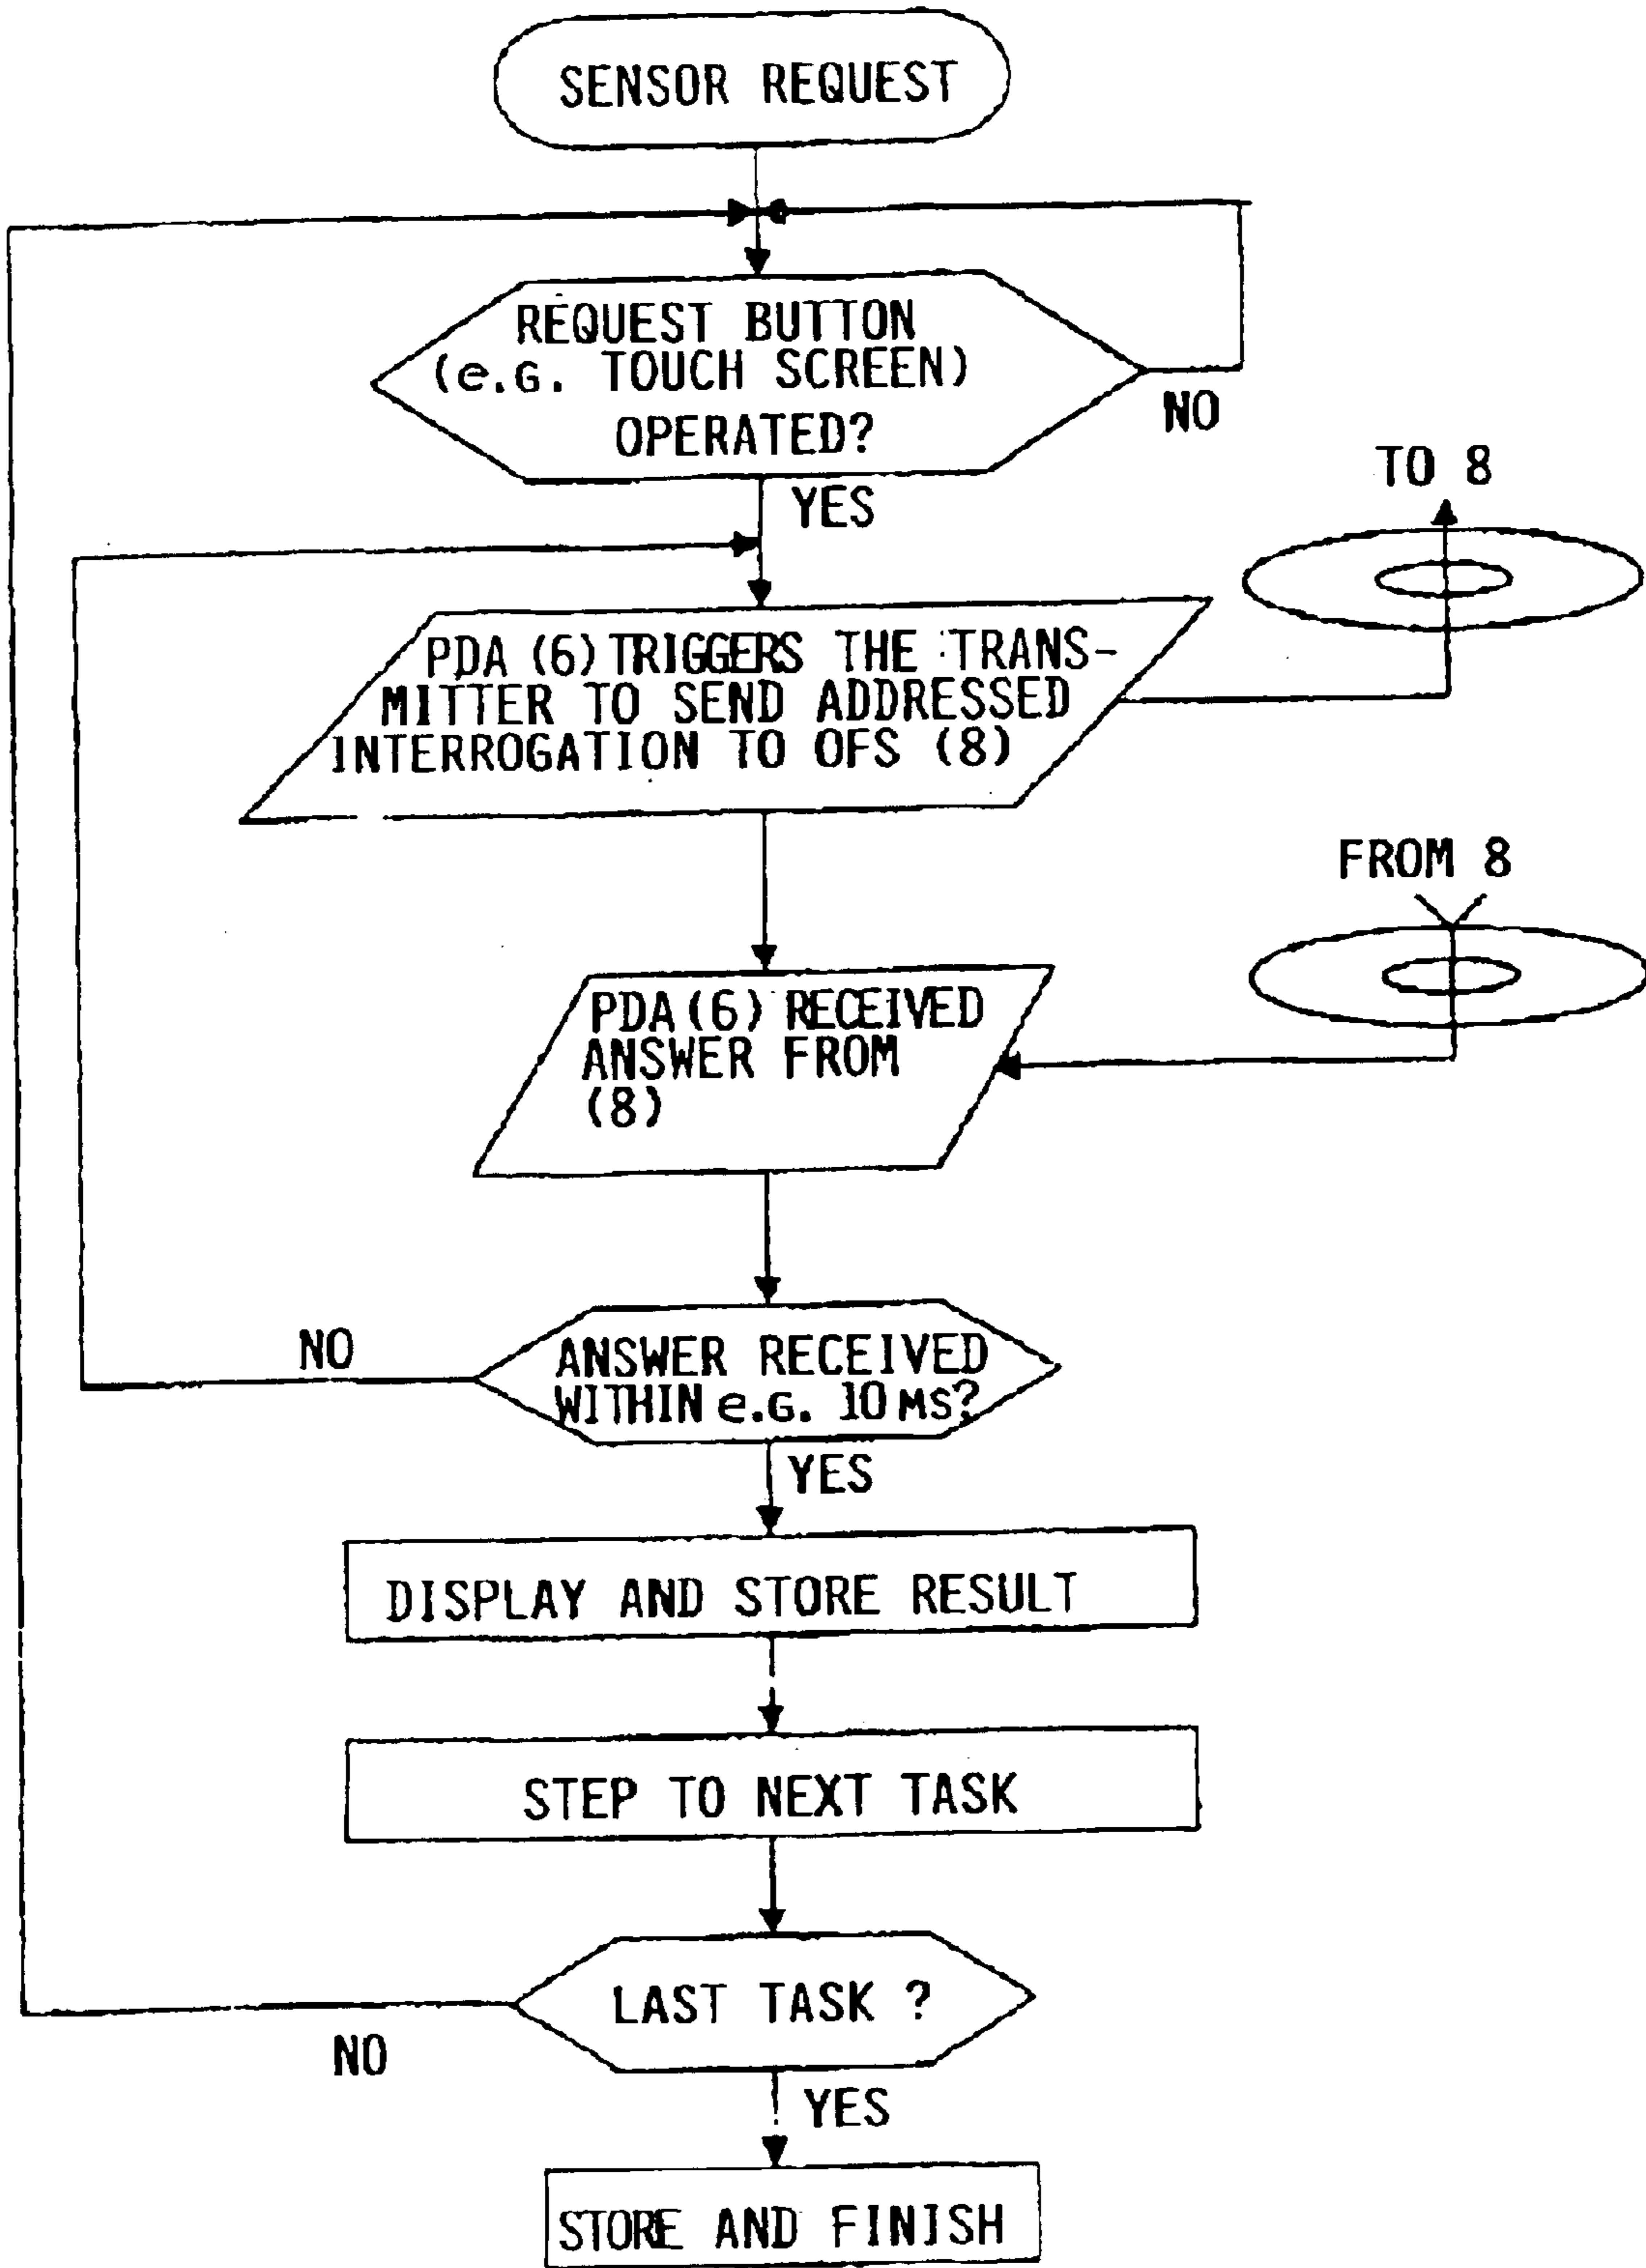 SENSOR REQUEST
REQUEST BUTTON
(e.G. TOUCH SCREEN)
OPERATED?
NO
YES
TO 8
PDA (6) TRIGGERS THE TRANS-
MITTER TO SEND ADDRESSED
INTERROGATION TO OFS (8)
FROM 8
PDA (6) RECEIVED
ANSWER FROM
(8)
NO
ANSWER RECEIVED
WITHIN e.G. 10 MS?
YES
DISPLAY AND STORE RESULT
STEP TO NEXT TASK
LAST TASK ?
NO
YES
STORE AND FINISH